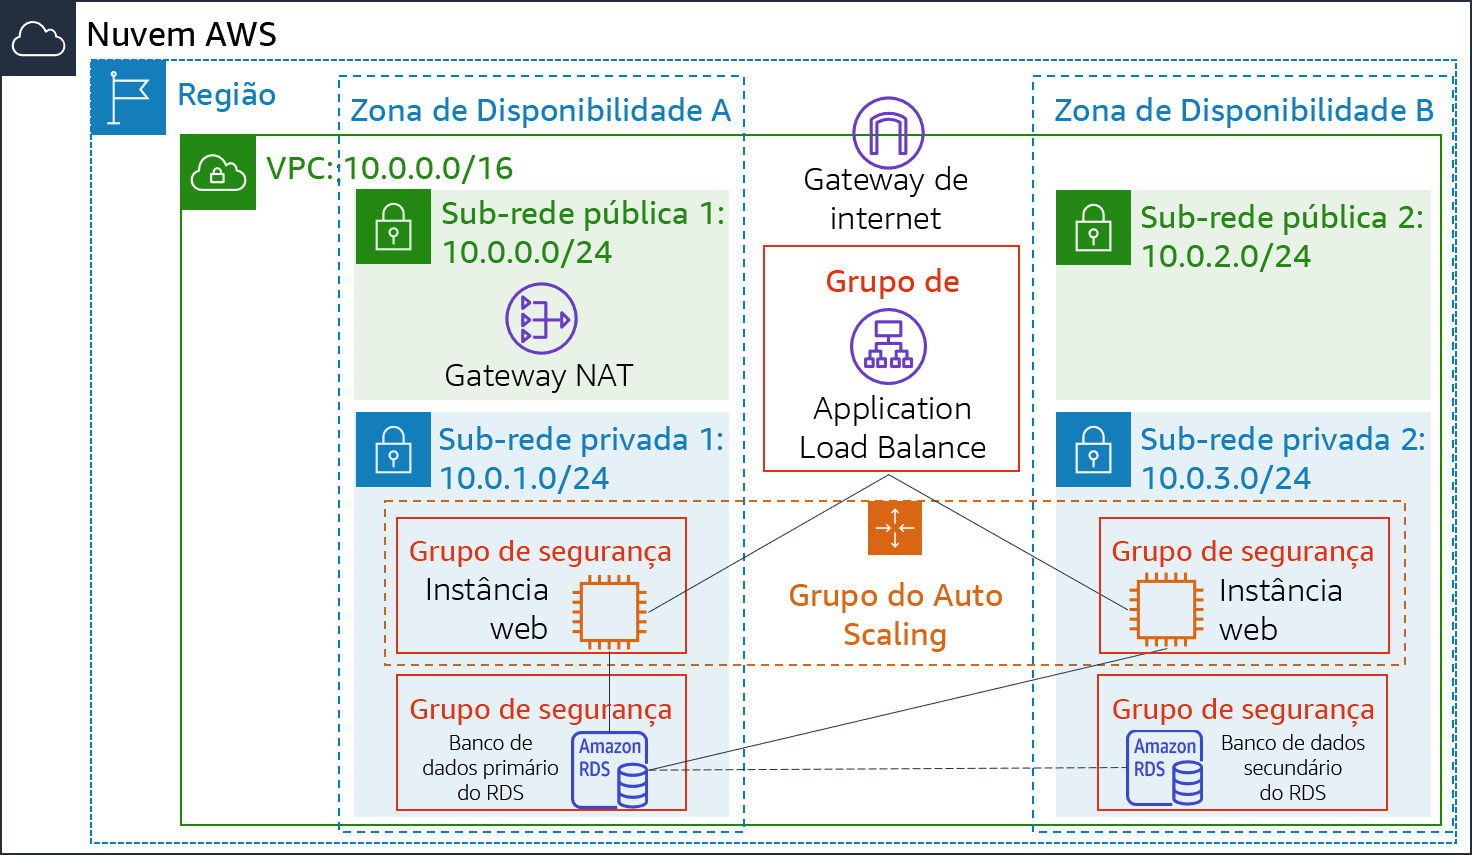 Nuvem AWS
Região
Zona de Disponibilidade A
Zona de Disponibilidade B
VPC: 10.0.0.0/16
Gateway de
internet
Sub-rede pública 1:
10.0.0.0/24
Gateway NAT
Grupo de
Application
Load Balance
Sub-rede pública 2:
10.0.2.0/24
Sub-rede privada 1:
10.0.1.0/24
Sub-rede privada 2:
10.0.3.0/24
Grupo de segurança
Instância
web
Grupo do Auto
Scaling
Grupo de segurança
Instância
web
Grupo de segurança
Banco de
dados primário
do RDS
Amazon
RDS
Grupo de segurança
Amazon
RDS
Banco de dados
secundário
do RDS